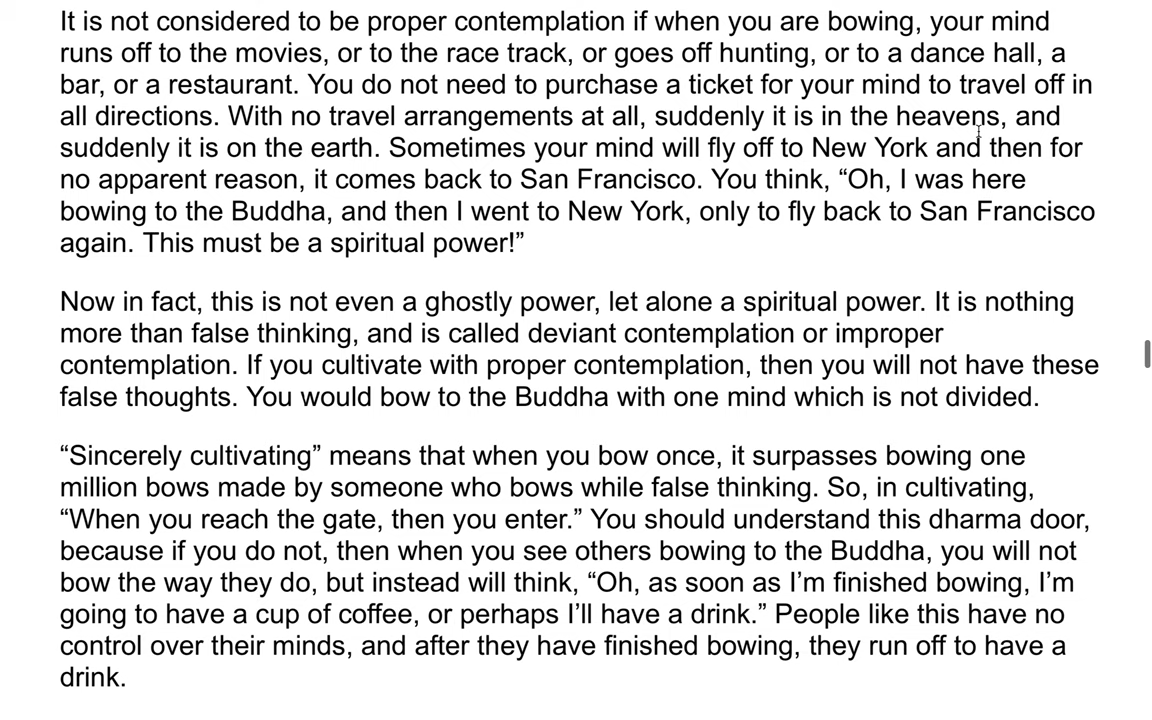 It is not considered to be proper contemplation if when you are bowing, your mind
runs off to the movies, or to the race track, or goes off hunting, or to a dance hall, a
bar, or a restaurant. You do not need to purchase a ticket for your mind to travel off in
all directions. With no travel arrangements at all, suddenly it is in the heavens, and
suddenly it is on the earth. Sometimes your mind will fly off to New York and then for
no apparent reason, it comes back to San Francisco. You think, “Oh, I was here
bowing to the Buddha, and then I went to New York, only to fly back to San Francisco
again. This must be a spiritual power!”
Now in fact, this is not even a ghostly power, let alone a spiritual power. It is nothing
more than false thinking, and is called deviant contemplation or improper
contemplation. If you cultivate with proper contemplation, then you will not have these
false thoughts. You would bow to the Buddha with one mind which is not divided.
“Sincerely cultivating” means that when you bow once, it surpasses bowing one
million bows made by someone who bows while false thinking. So, in cultivating,
“When you reach the gate, then you enter.” You should understand this dharma door,
because if you do not, then when you see others bowing to the Buddha, you will not
bow the way they do, but instead will think, “Oh, as soon as I’m finished bowing, I’m
going to have a cup of coffee, or perhaps I’ll have a drink.” People like this have no
control over their minds, and after they have finished bowing, they run off to have a
drink.